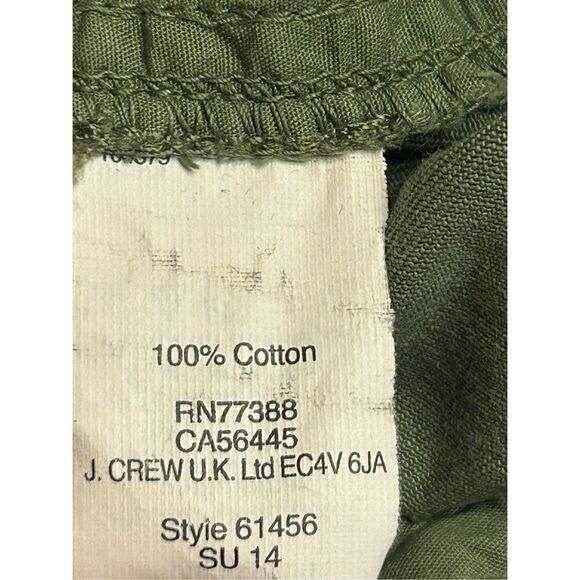 100% Cotton
RN77388
CA56445
J. CREW U.K. Ltd EC4V 6JA
Style 61456
SU 14